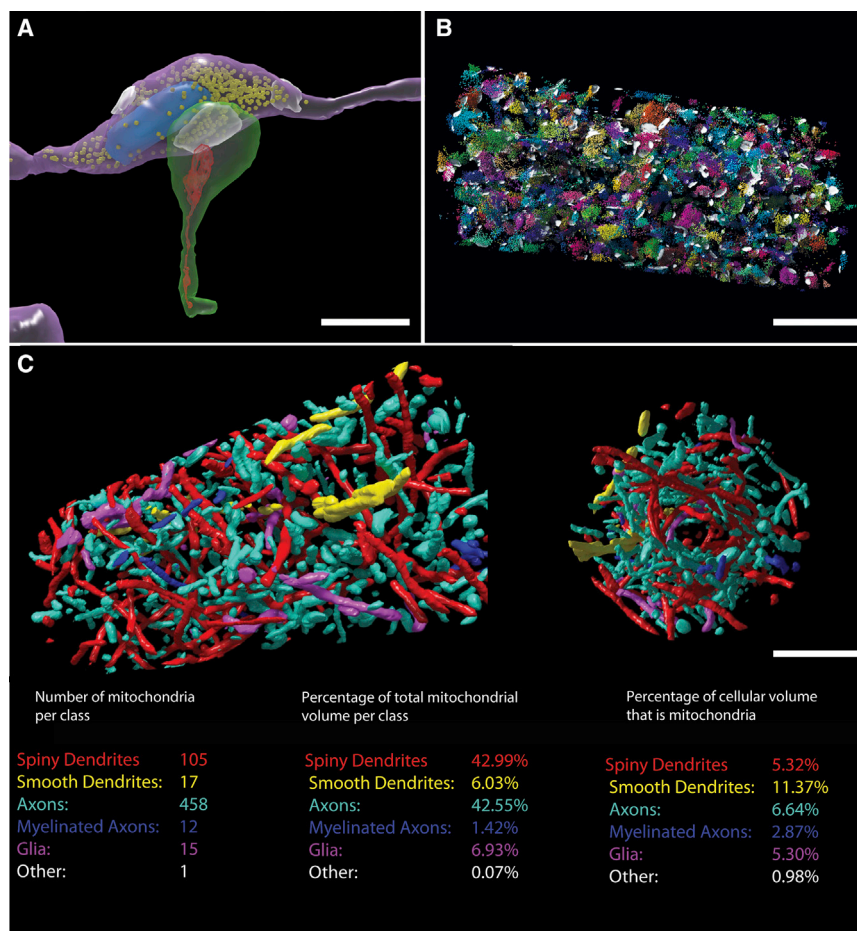 A
B
C
Number of mitochondria
per class
Spiny Dendrites 105
Smooth Dendrites: 17
Axons: 458
Myelinated Axons: 12
Glia: 15
Other: 1
Percentage of total mitochondrial
volume per class
Spiny Dendrites 42.99%
Smooth Dendrites: 6.03%
Axons: 42.55%
Myelinated Axons: 1.42%
Glia: 6.93%
Other: 0.07%
Percentage of cellular volume
that is mitochondria
Spiny Dendrites 5.32%
Smooth Dendrites: 11.37%
Axons: 6.64%
Myelinated Axons: 2.87%
Glia: 5.30%
Other: 0.98%